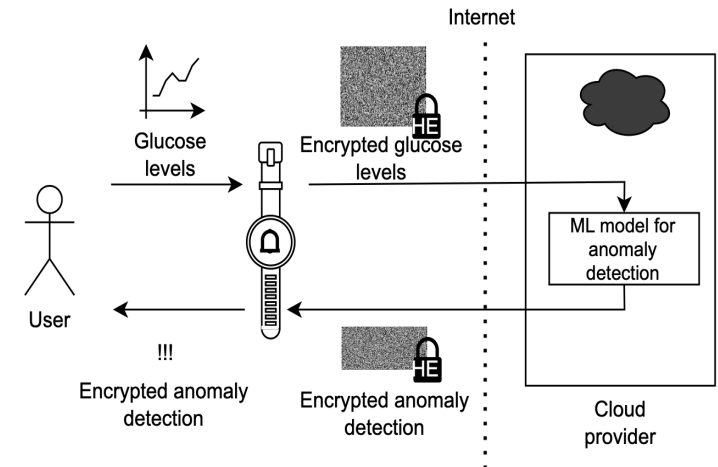 Internet
Glucose
levels
HE
Encrypted glucose
levels
ML model for
anomaly
detection
User
!!!
Encrypted anomaly
detection
HE
Encrypted anomaly
detection
Cloud
provider